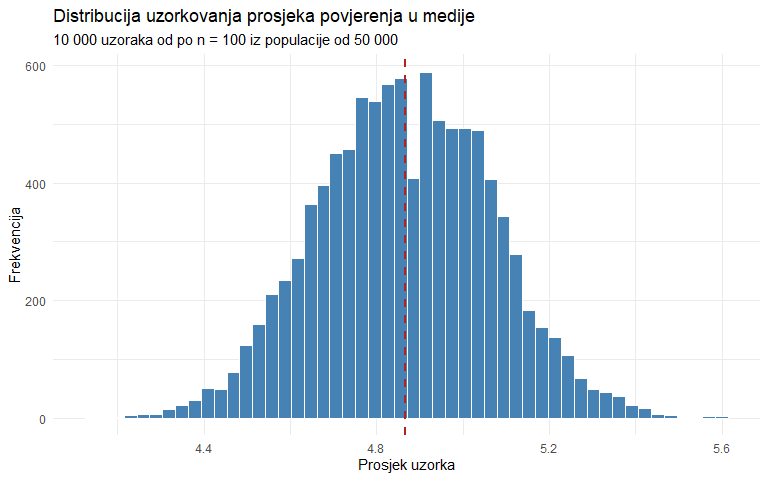 Distribucija uzorkovanja prosjeka povjerenja u medije
10 000 uzoraka od po n = 100 iz populacije od 50 000
600
400
200
0
Frekvencija
4.4
4.8
5.2
5.6
Prosjek uzorka